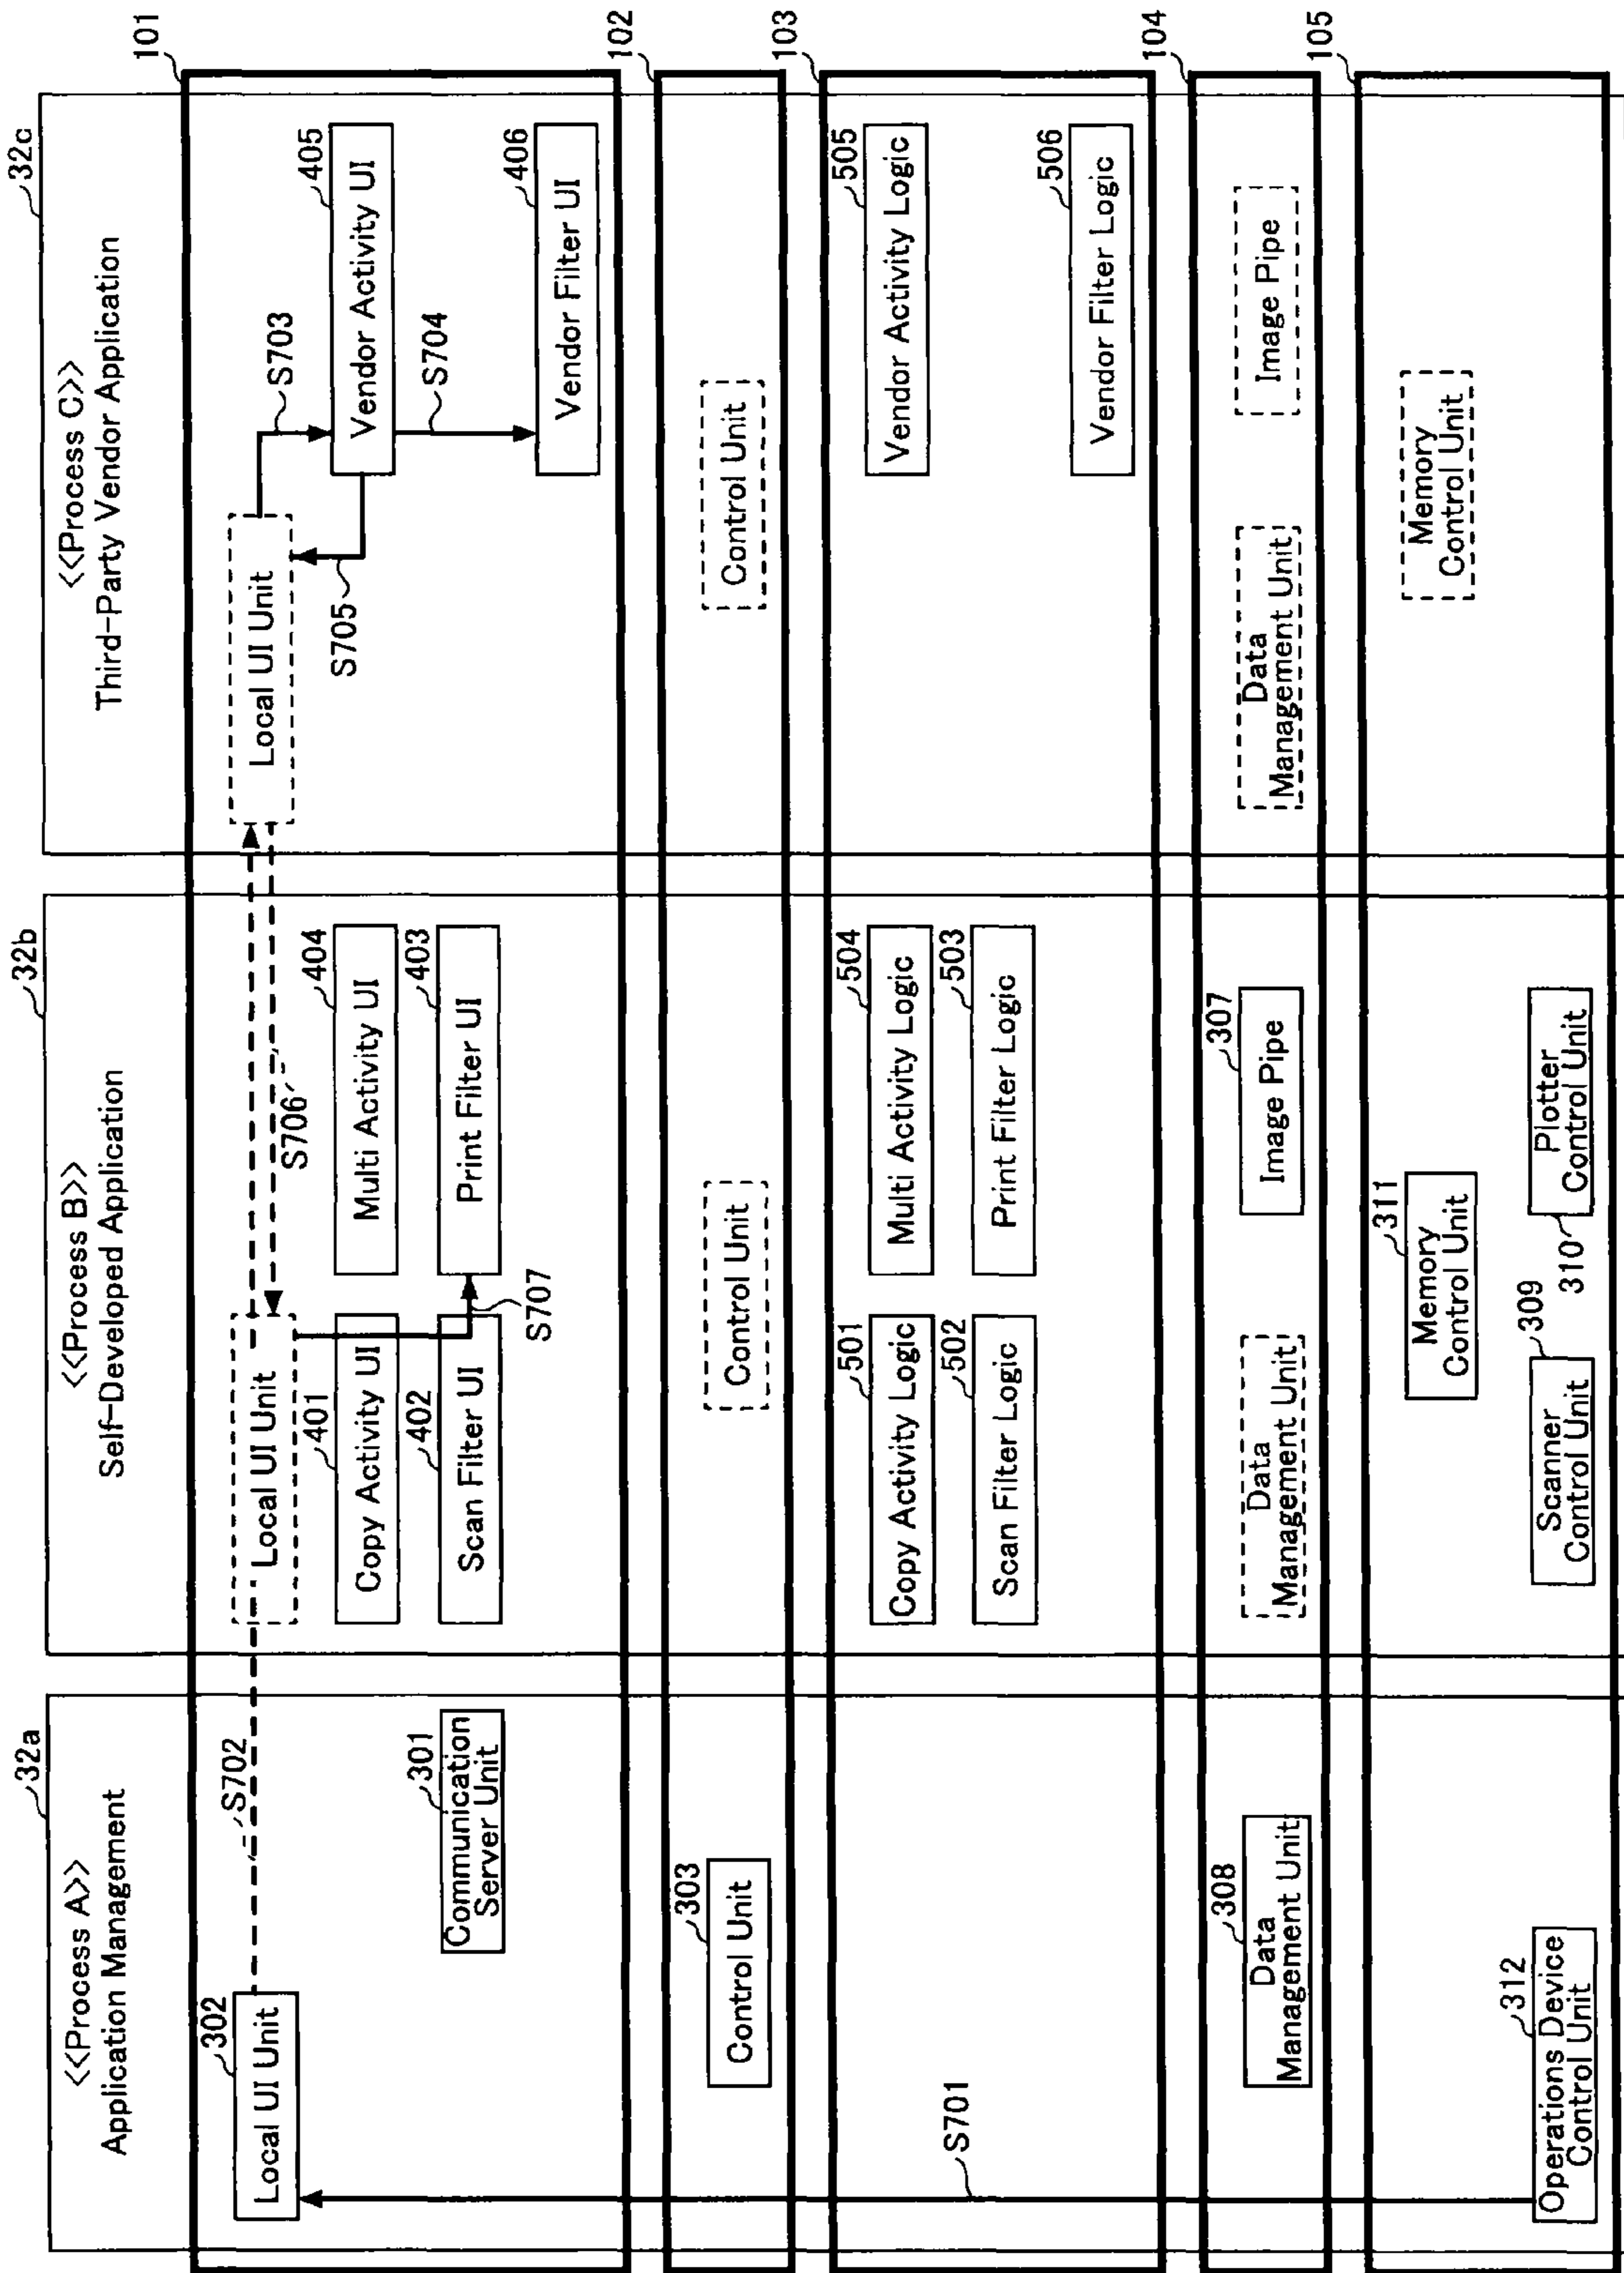 32a
<<Process A>>
Application Management
32b
<<Process B>>
Self-Developed Application
32c
<<Process C>>
Third-Party Vendor Application
101
302
Local UI Unit
S702
Local UI Unit
Local UI Unit
S703
S705
S706
401
Copy Activity UI
404
Multi Activity UI
405
Vendor Activity UI
301
Communication
Server Unit
402
Scan Filter UI
403
Print Filter UI
S704
S707
406
Vendor Filter UI
102
303
Control Unit
Control Unit
Control Unit
103
501
Copy Activity Logic
504
Multi Activity Logic
505
Vendor Activity Logic
S701
502
Scan Filter Logic
503
Print Filter Logic
506
Vendor Filter Logic
104
308
Data
Management Unit
Data
Management Unit
307
Image Pipe
Data
Management Unit
Image Pipe
105
311
Memory
Control Unit
Memory
Control Unit
312
Operations Device
Control Unit
309
Scanner
Control Unit
310
Plotter
Control Unit